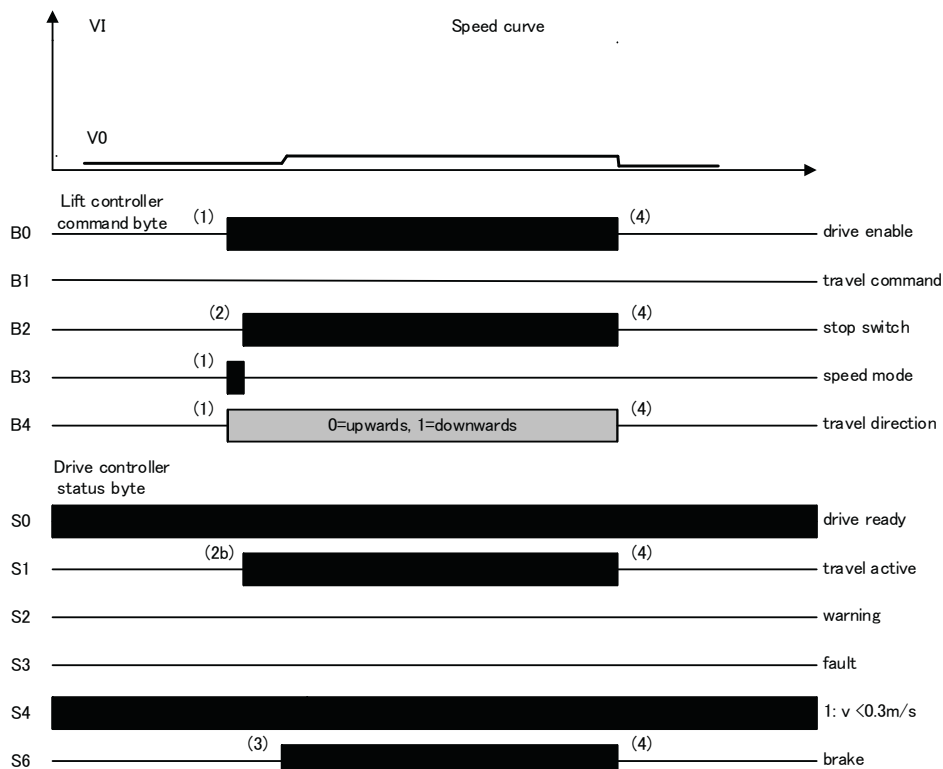 VI
Speed curve
V0
Lift controller
command byte
B0 (1) (4) drive enable
B1 travel command
B2 (2) (4) stop switch
B3 (1) speed mode
B4 (1) 0=upwards, 1=downwards (4) travel direction
Drive controller
status byte
S0 drive ready
S1 (2b) (4) travel active
S2 warning
S3 fault
S4 1: v <0.3m/s
S6 (3) (4) brake